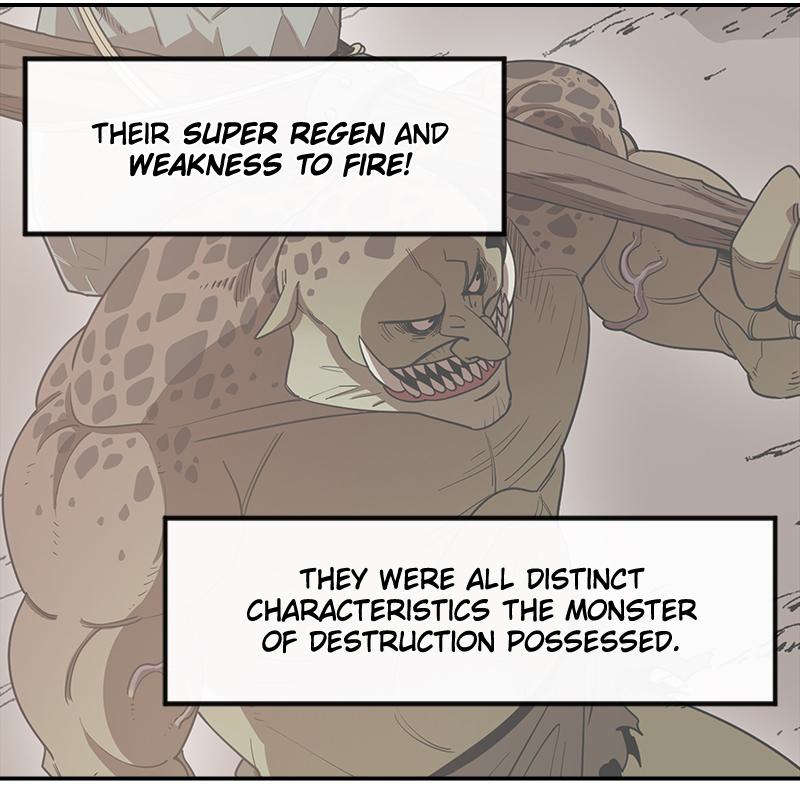 THEIR SUPER REGEN AND
WEAKNESS TO FIRE!
THEY WERE ALL DISTINCT
CHARACTERISTICS THE MONSTER
OF DESTRUCTION POSSESSED.